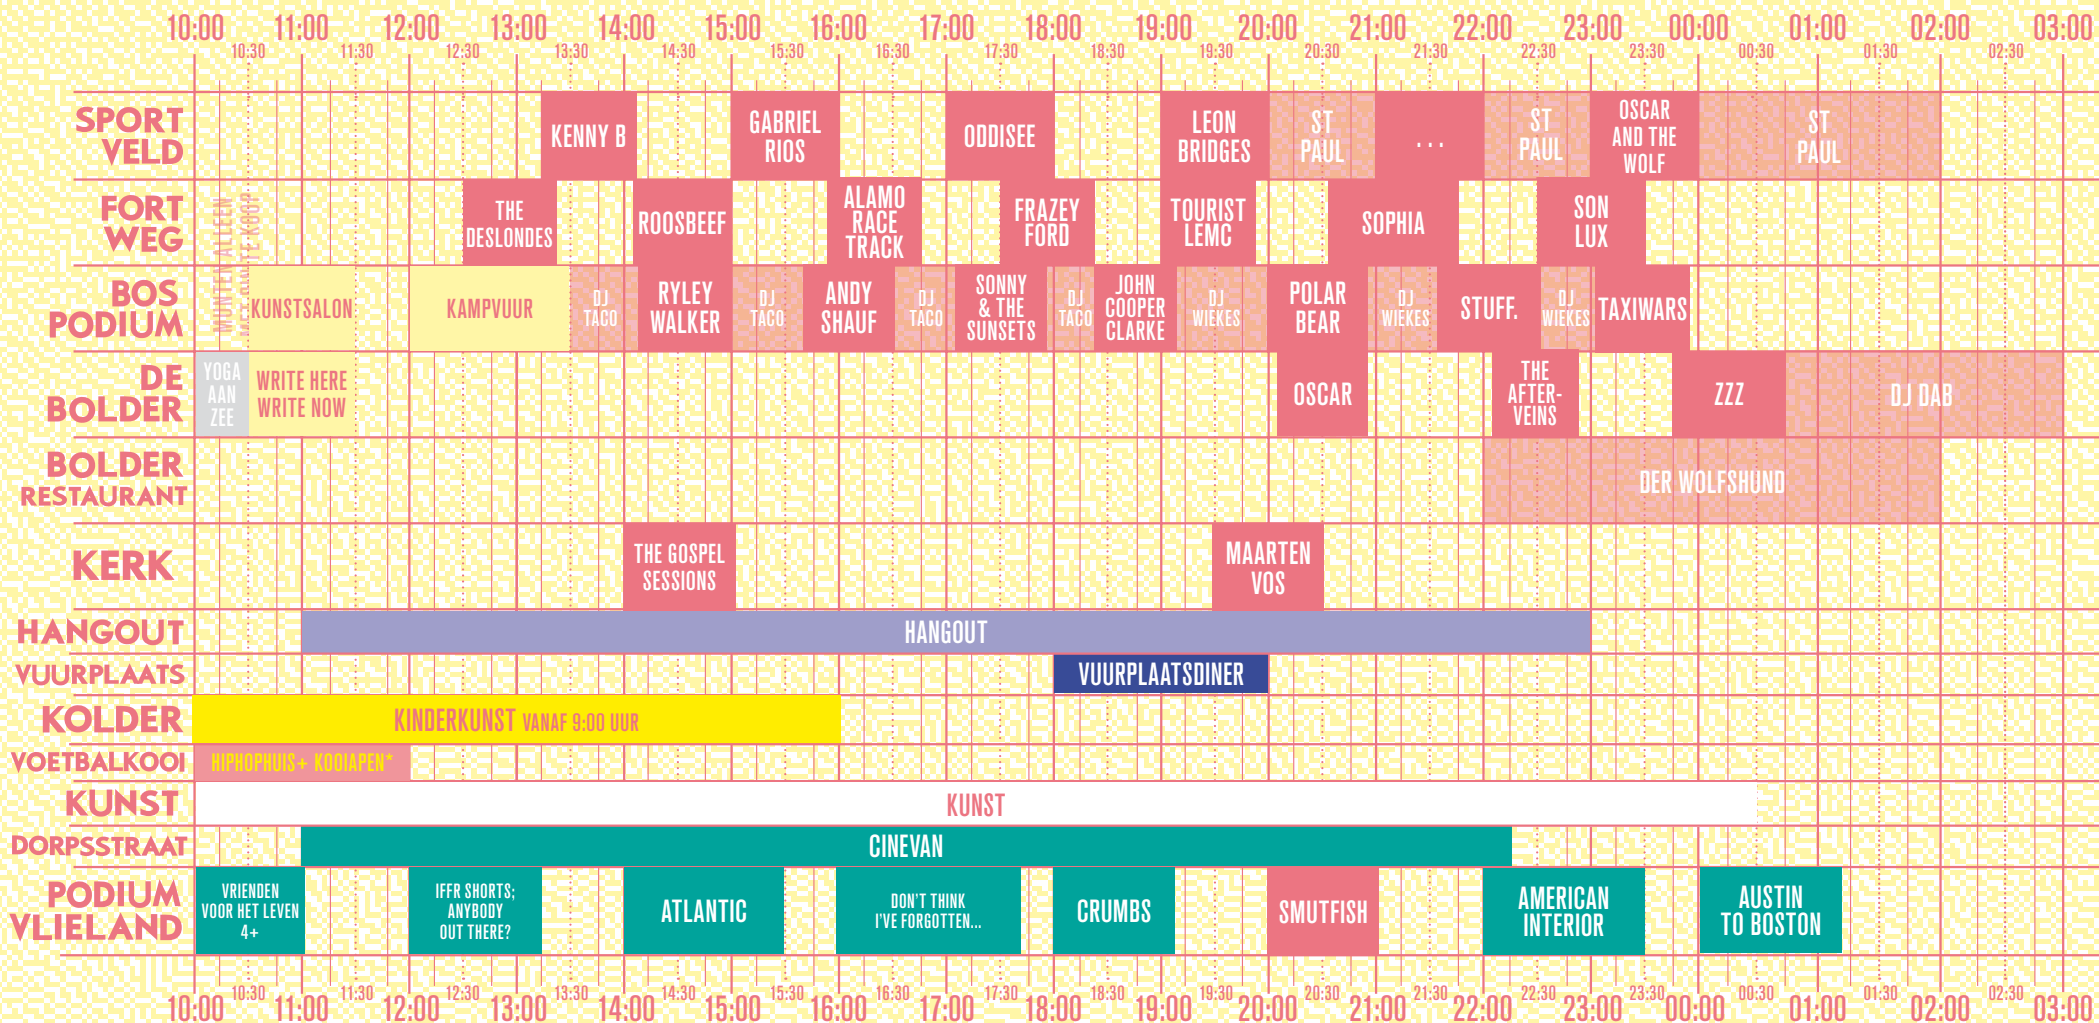 10:00 11:00 12:00 13:00 14:00 15:00 16:00 17:00 18:00 19:00 20:00 21:00 22:00 23:00 00:00 01:00 02:00 03:00
10:30 11:30 12:30 13:30 14:30 15:30 16:30 17:30 18:30 19:30 20:30 21:30 22:30 23:30 00:30 01:30 02:30
SPORT
VELD
KENNY B
GABRIEL
RIOS
ODDISEE
LEON
BRIDGES
ST
PAUL
...
ST
PAUL
OSCAR
AND THE
WOLF
ST
PAUL
FORT
WEG
THE
DESLONDES
ROOSBEEF
ALAMO
RACE
TRACK
FRAZEY
FORD
TOURIST
LEMC
SOPHIA
SON
LUX
MUNTEN ALLEEN
TE KOOP
BOS
PODIUM
KUNSTSALON
KAMPVUUR
DJ
TACO
RYLEY
WALKER
DJ
TACO
ANDY
SHAUF
DJ
TACO
SONNY
& THE
SUNSETS
DJ
TACO
JOHN
COOPER
CLARKE
DJ
WIEKES
POLAR
BEAR
DJ
WIEKES
STUFF.
DJ
WIEKES
TAXIWARS
DE
BOLDER
YOGA
AAN
ZEE
WRITE HERE
WRITE NOW
OSCAR
THE
AFTER-
VEINS
ZZZ
DJ DAB
BOLDER
RESTAURANT
DER WOLFSHUND
KERK
THE GOSPEL
SESSIONS
MAARTEN
VOS
HANGOUT
HANGOUT
VUURPLAATS
VUURPLAATSDINER
KOLDER
KINDERKUNST VANAF 9:00 UUR
VOETBALKOOI
HIPHOPHUIS+ KOOIAPEN*
KUNST
KUNST
DORPSSTRAAT
CINEVAN
PODIUM
VLIELAND
VRIENDEN
VOOR HET LEVEN
4+
IFFR SHORTS;
ANYBODY
OUT THERE?
ATLANTIC
DON'T THINK
I'VE FORGOTTEN...
CRUMBS
SMUTFISH
AMERICAN
INTERIOR
AUSTIN
TO BOSTON
10:30 11:30 12:30 13:30 14:30 15:30 16:30 17:30 18:30 19:30 20:30 21:30 22:30 23:30 00:30 01:30 02:30
10:00 11:00 12:00 13:00 14:00 15:00 16:00 17:00 18:00 19:00 20:00 21:00 22:00 23:00 00:00 01:00 02:00 03:00